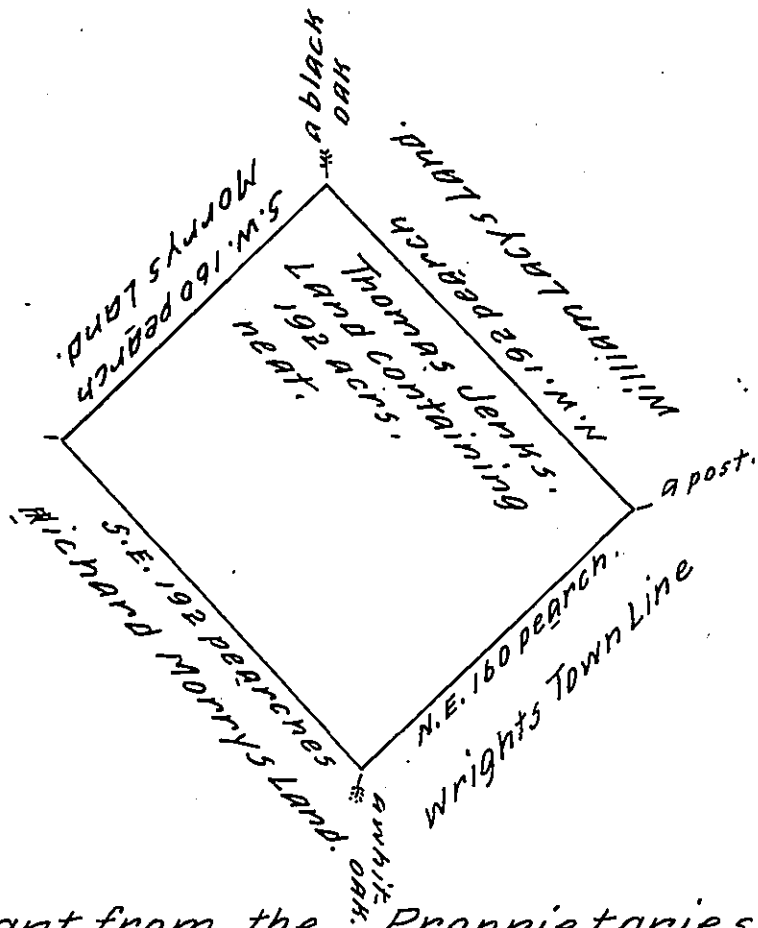 a black
oak
Morrys Land.
S.W. 160 pearch
William Lacys Land.
N.W. 192 pearch
Thomas Jenks.
Land containing
192 acrs.
neat.
a post.
S.E. 192 pearches
Richard Morrys Land.
N.E. 160 pearch.
Wrights Town Line
a whit
oak.
ant from the Proprietaries